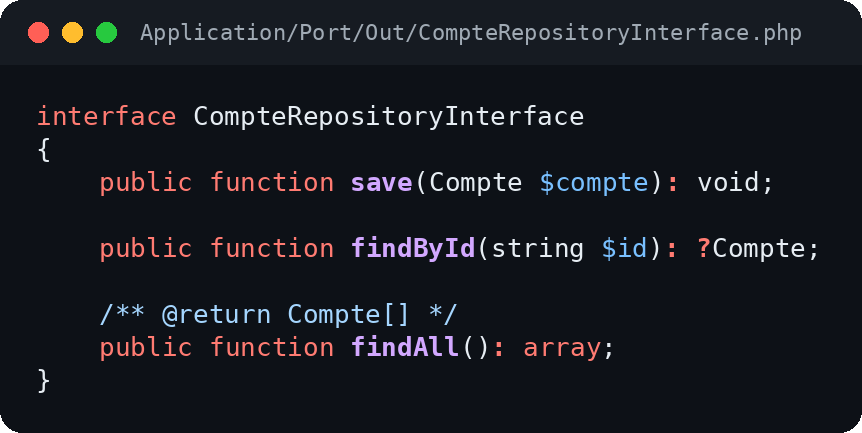 Application/Port/Out/CompteRepositoryInterface.php
interface CompteRepositoryInterface
{
    public function save(Compte $compte): void;
    public function findById(string $id): ?Compte;
    /** @return Compte[] */
    public function findAll(): array;
}